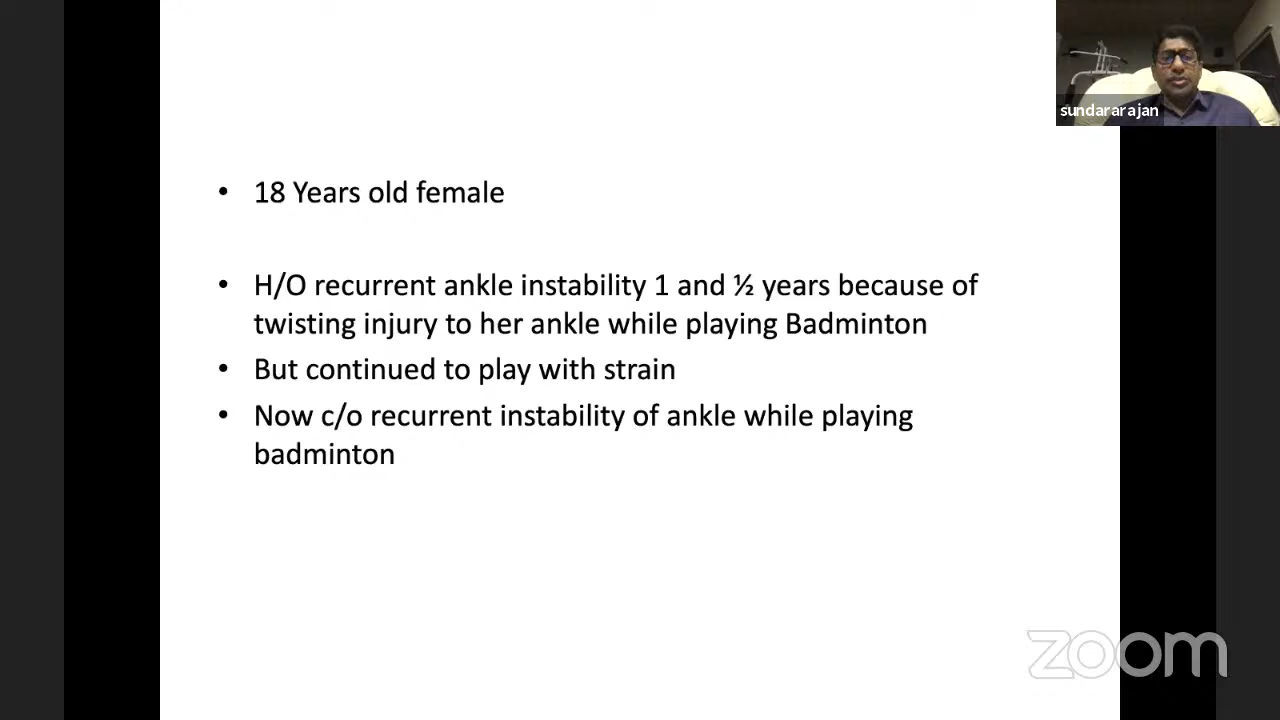 sundararajan
• 18 Years old female
• H/O recurrent ankle instability 1 and ½ years because of
twisting injury to her ankle while playing Badminton
• But continued to play with strain
• Now c/o recurrent instability of ankle while playing
badminton
zoom